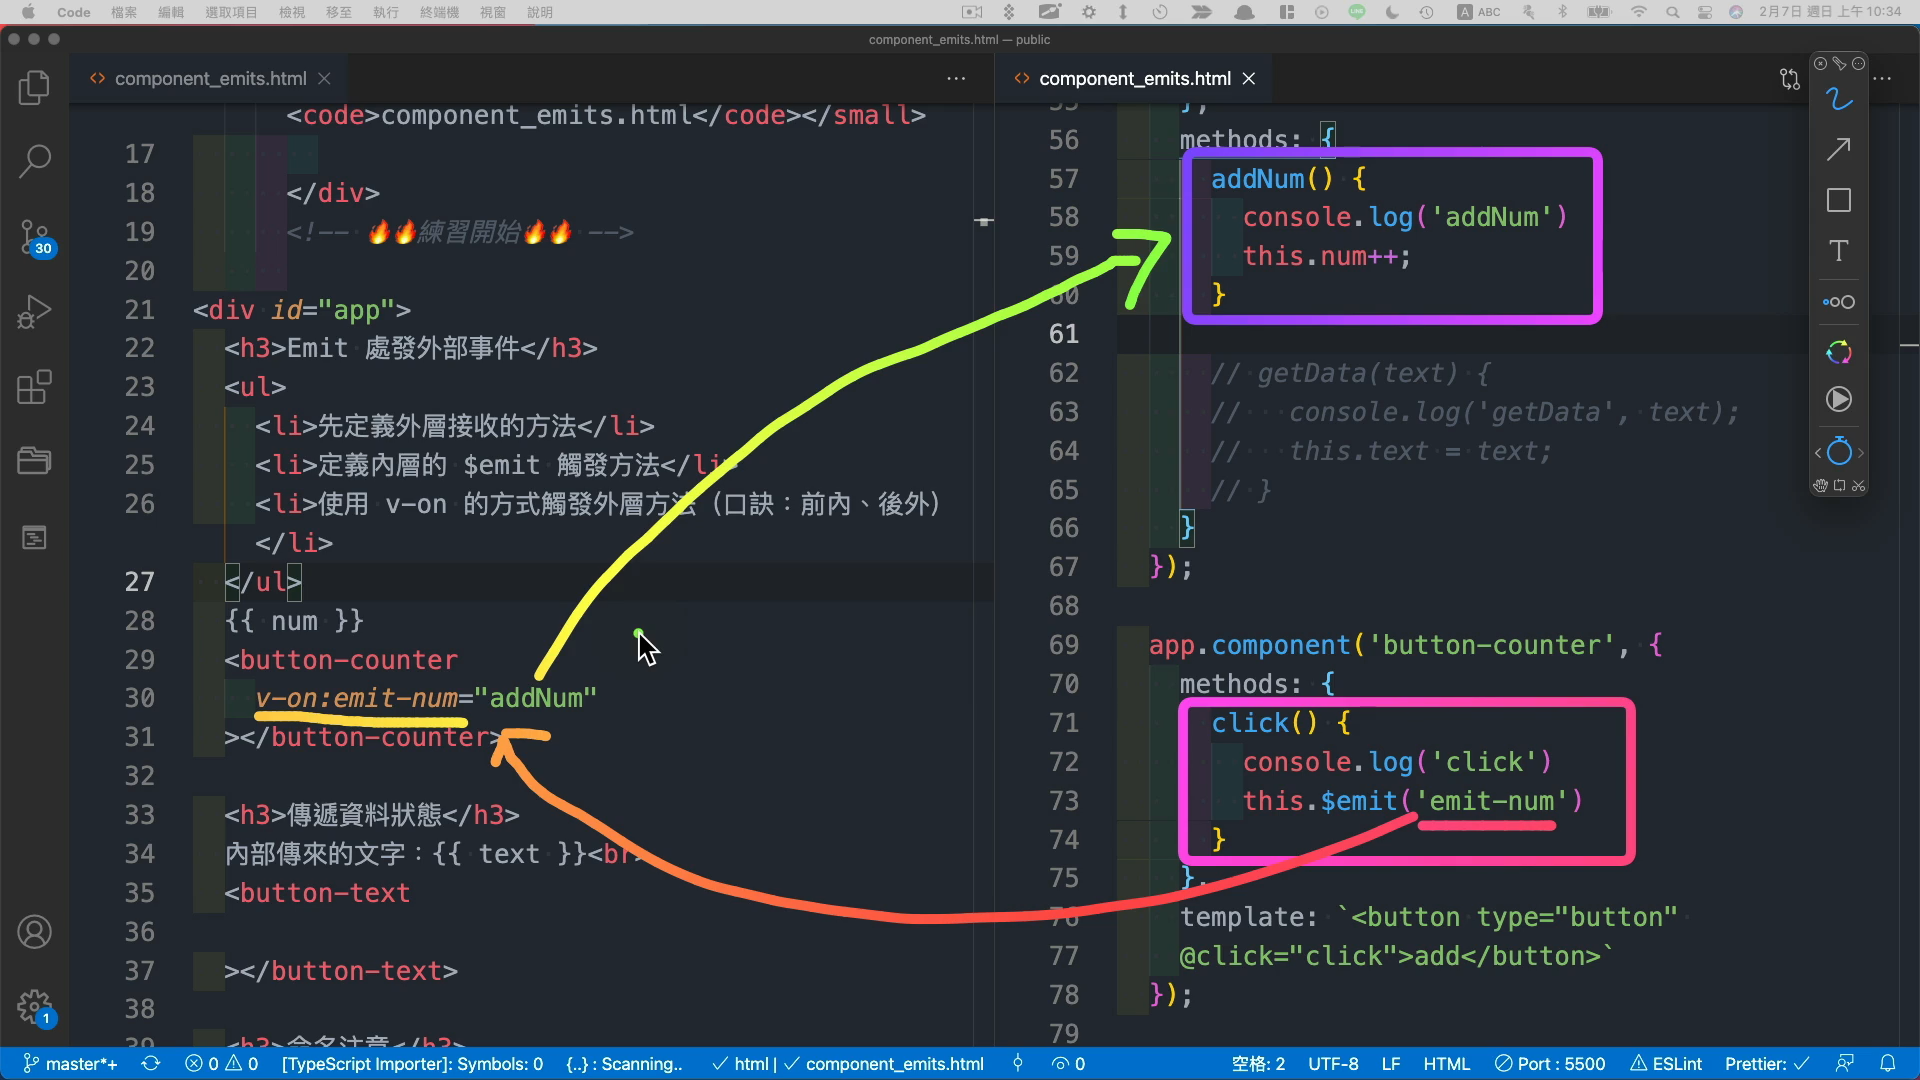 Code 檔案 編輯 選取項目 檢視 移至 執行 終端機 視窗 說明 A ABC 2月7日 週日 上午 10:34
component_emits.html — public
component_emits.html
<code>component_emits.html</code></small>
17
18 </div>
19 <!-- 🔥🔥練習開始🔥🔥 -->
20
21 <div id="app">
22 <h3>Emit 處發外部事件</h3>
23 <ul>
24 <li>先定義外層接收的方法</li>
25 <li>定義內層的 $emit 觸發方法</li>
26 <li>使用 v-on 的方式觸發外層方法（口訣：前內、後外）
</li>
27 </ul>
28 {{ num }}
29 <button-counter
30 v-on:emit-num="addNum"
31 ></button-counter>
32
33 <h3>傳遞資料狀態</h3>
34 內部傳來的文字：{{ text }}<br>
35 <button-text
36
37 ></button-text>
38
39 <h3>命名注意</h3>
component_emits.html
55 },
56 methods: {
57 addNum() {
58 console.log('addNum')
59 this.num++;
60 }
61
62 // getData(text) {
63 // console.log('getData', text);
64 // this.text = text;
65 // }
66 }
67 });
68
69 app.component('button-counter', {
70 methods: {
71 click() {
72 console.log('click')
73 this.$emit('emit-num')
74 }
75 },
76 template: `<button type="button"
77 @click="click">add</button>`
78 });
79
30
1
master*+ 0 0 [TypeScript Importer]: Symbols: 0 {..} : Scanning.. ✓ html | ✓ component_emits.html 0 空格: 2 UTF-8 LF HTML Port : 5500 ESLint Prettier: ✓